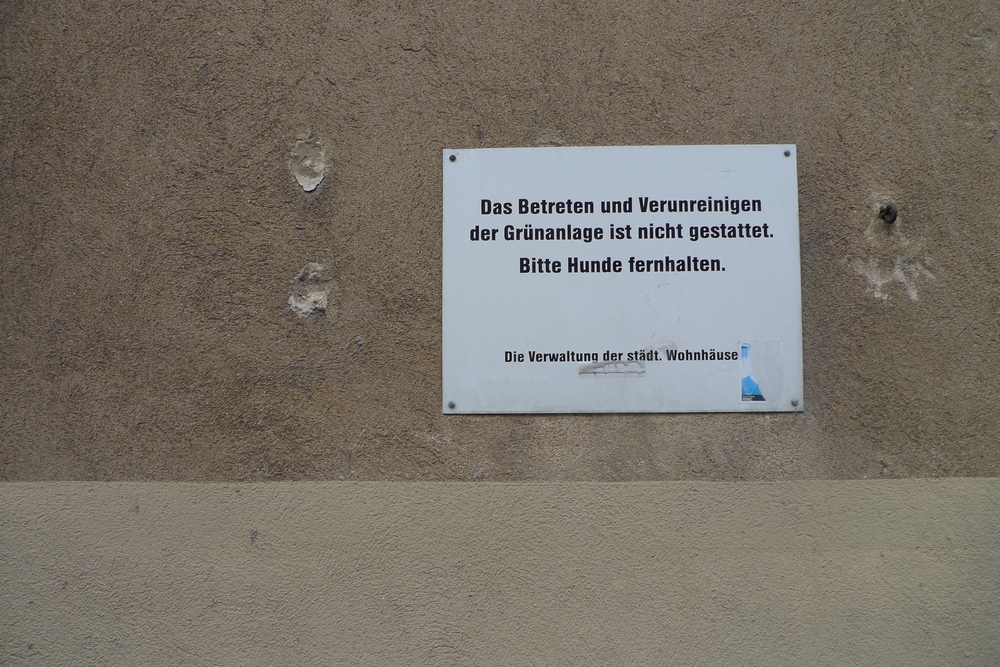 Das Betreten und Verunreinigen
der Grünanlage ist nicht gestattet.
Bitte Hunde fernhalten.
Die Verwaltung der städt. Wohnhäuse